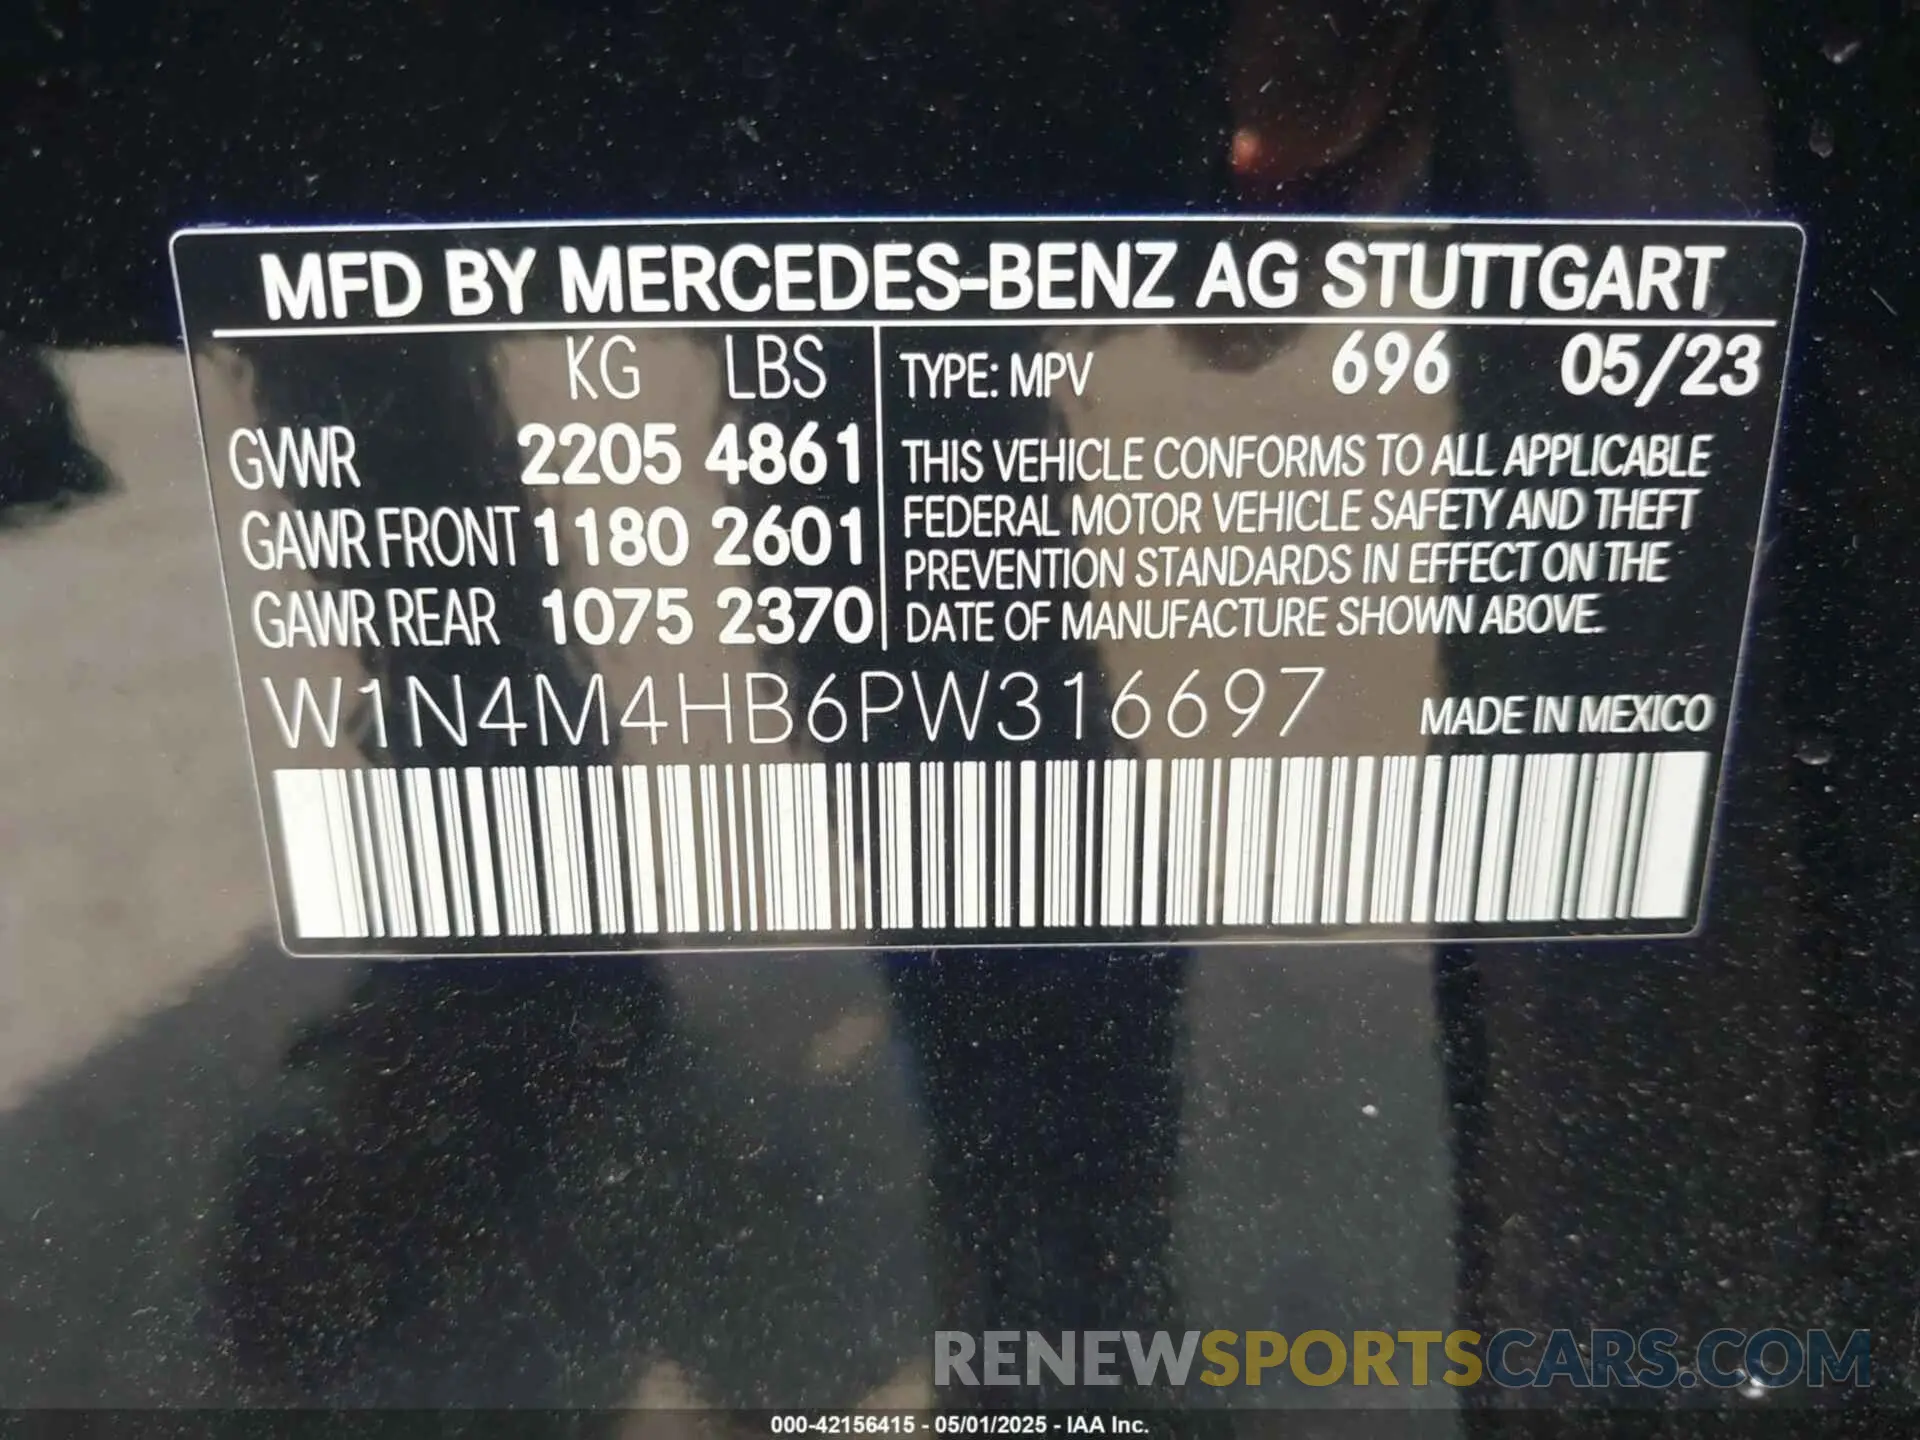 MFD BY MERCEDES-BENZ AG STUTTGART
KG LBS
GVWR 2205 4861
GAWR FRONT 1180 2601
GAWR REAR 1075 2370
TYPE: MPV 696 05/23
THIS VEHICLE CONFORMS TO ALL APPLICABLE
FEDERAL MOTOR VEHICLE SAFETY AND THEFT
PREVENTION STANDARDS IN EFFECT ON THE
DATE OF MANUFACTURE SHOWN ABOVE.
W1N4M4HB6PW316697 MADE IN MEXICO
RENEWSPORTSCARS.COM
000-42156415 - 05/01/2025 - IAA Inc.